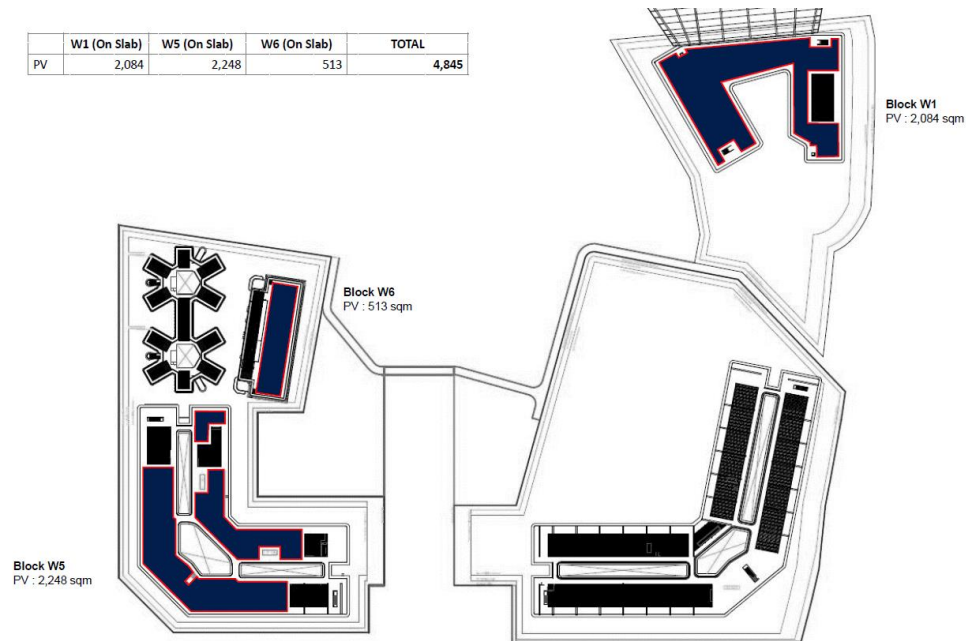 W1 (On Slab) W5 (On Slab) W6 (On Slab) TOTAL
PV 2,084 2,248 513 4,845
Block W1
PV : 2,084 sqm
Block W6
PV : 513 sqm
Block W5
PV : 2,248 sqm